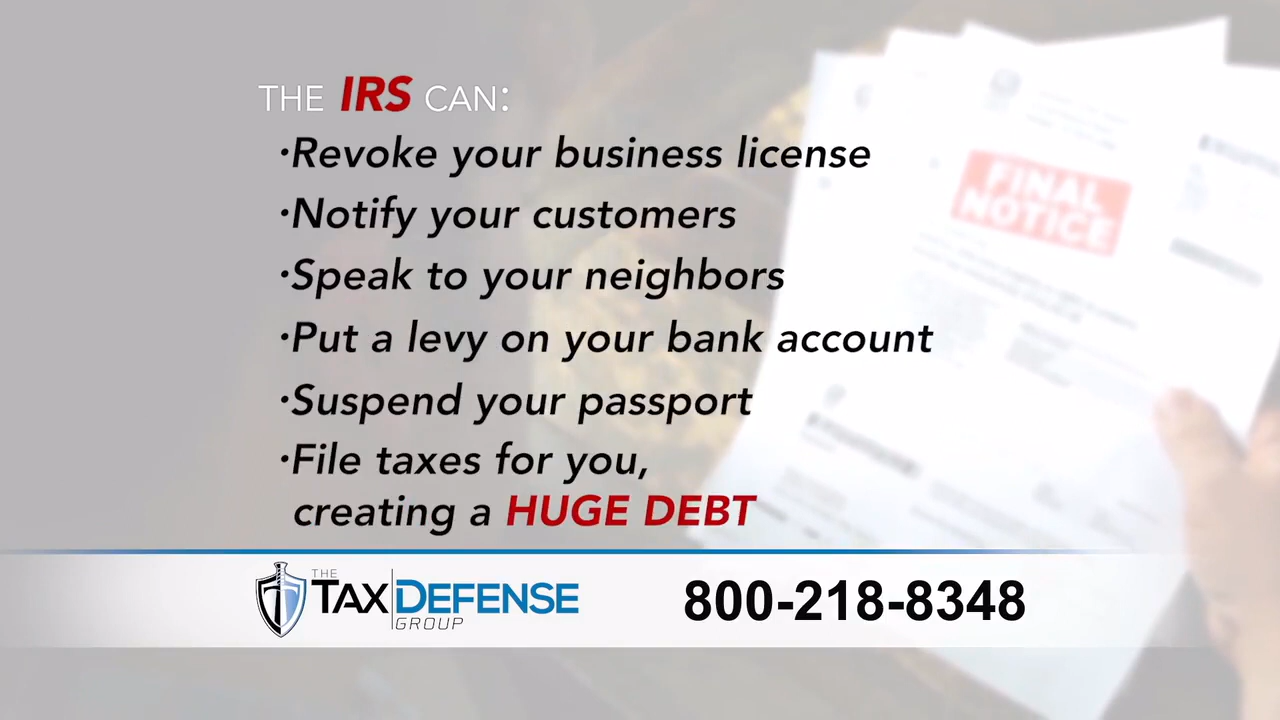 THE IRS CAN:
·Revoke your business license
·Notify your customers
·Speak to your neighbors
·Put a levy on your bank account
·Suspend your passport
·File taxes for you,
creating a HUGE DEBT
FINAL
NOTICE
THE
TAX DEFENSE
GROUP
800-218-8348